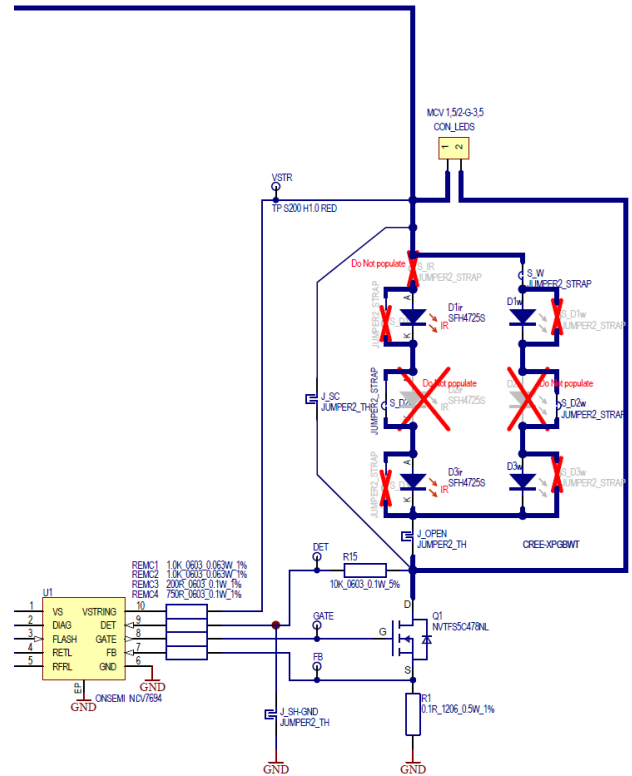 MCV 1,5/2-G-3,5
CON_LEDS
1 2
VSTR
TP S200 H1.0 RED
Do Not populate
S_IR
JUMPER2_STRAP
S_W
JUMPER2_STRAP
JUMPER2_STRAP
A
D1ir
SFH4725S
IR
K
D1w
S_D1w
JUMPER2_STRAP
JUMPER2_STRAP
Do Not populate
Do Not populate
IR
S_D2w
JUMPER2_STRAP
J_SC
JUMPER2_TH
JUMPER2_STRAP
A
D3ir
SFH4725S
IR
K
D3w
S_D3w
JUMPER2_STRAP
J_OPEN
JUMPER2_TH
CREE-XPGBWT
DET
R15
10K_0603_0.1W_5%
REMC1 1.0K_0603_0.063W_1%
REMC2 1.0K_0603_0.063W_1%
REMC3 200R_0603_0.1W_1%
REMC4 750R_0603_0.1W_1%
U1
1 VS VSTRING 10
2 DIAG DET 9
3 FLASH GATE 8
4 RETL FB 7
5 RFRL GND 6
EP
ONSEMI NCV7694
GND
GND
GATE
FB
D
G
S
Q1
NVTFS5C478NL
R1
0.1R_1206_0.5W_1%
J_SH-GND
JUMPER2_TH
GND
GND